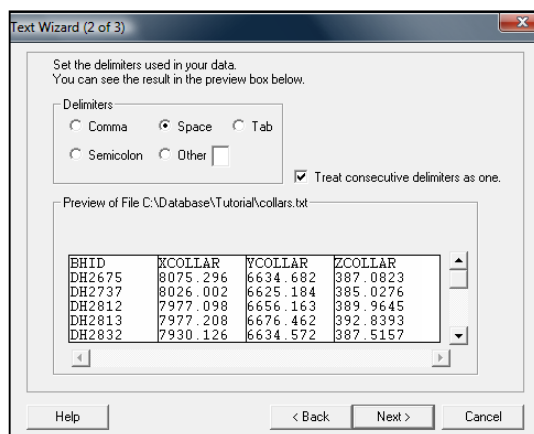 Text Wizard (2 of 3)
Set the delimiters used in your data.
You can see the result in the preview box below.
Delimiters
Comma Space Tab
Semicolon Other
Treat consecutive delimiters as one.
Preview of File C:\Database\Tutorial\collars.txt
BHID XCOLLAR YCOLLAR ZCOLLAR
DH2675 8075.296 6634.682 387.0823
DH2737 8026.002 6625.184 385.0276
DH2812 7977.098 6656.163 389.9645
DH2813 7977.208 6676.462 392.8393
DH2832 7930.126 6634.572 387.5157
Help < Back Next > Cancel